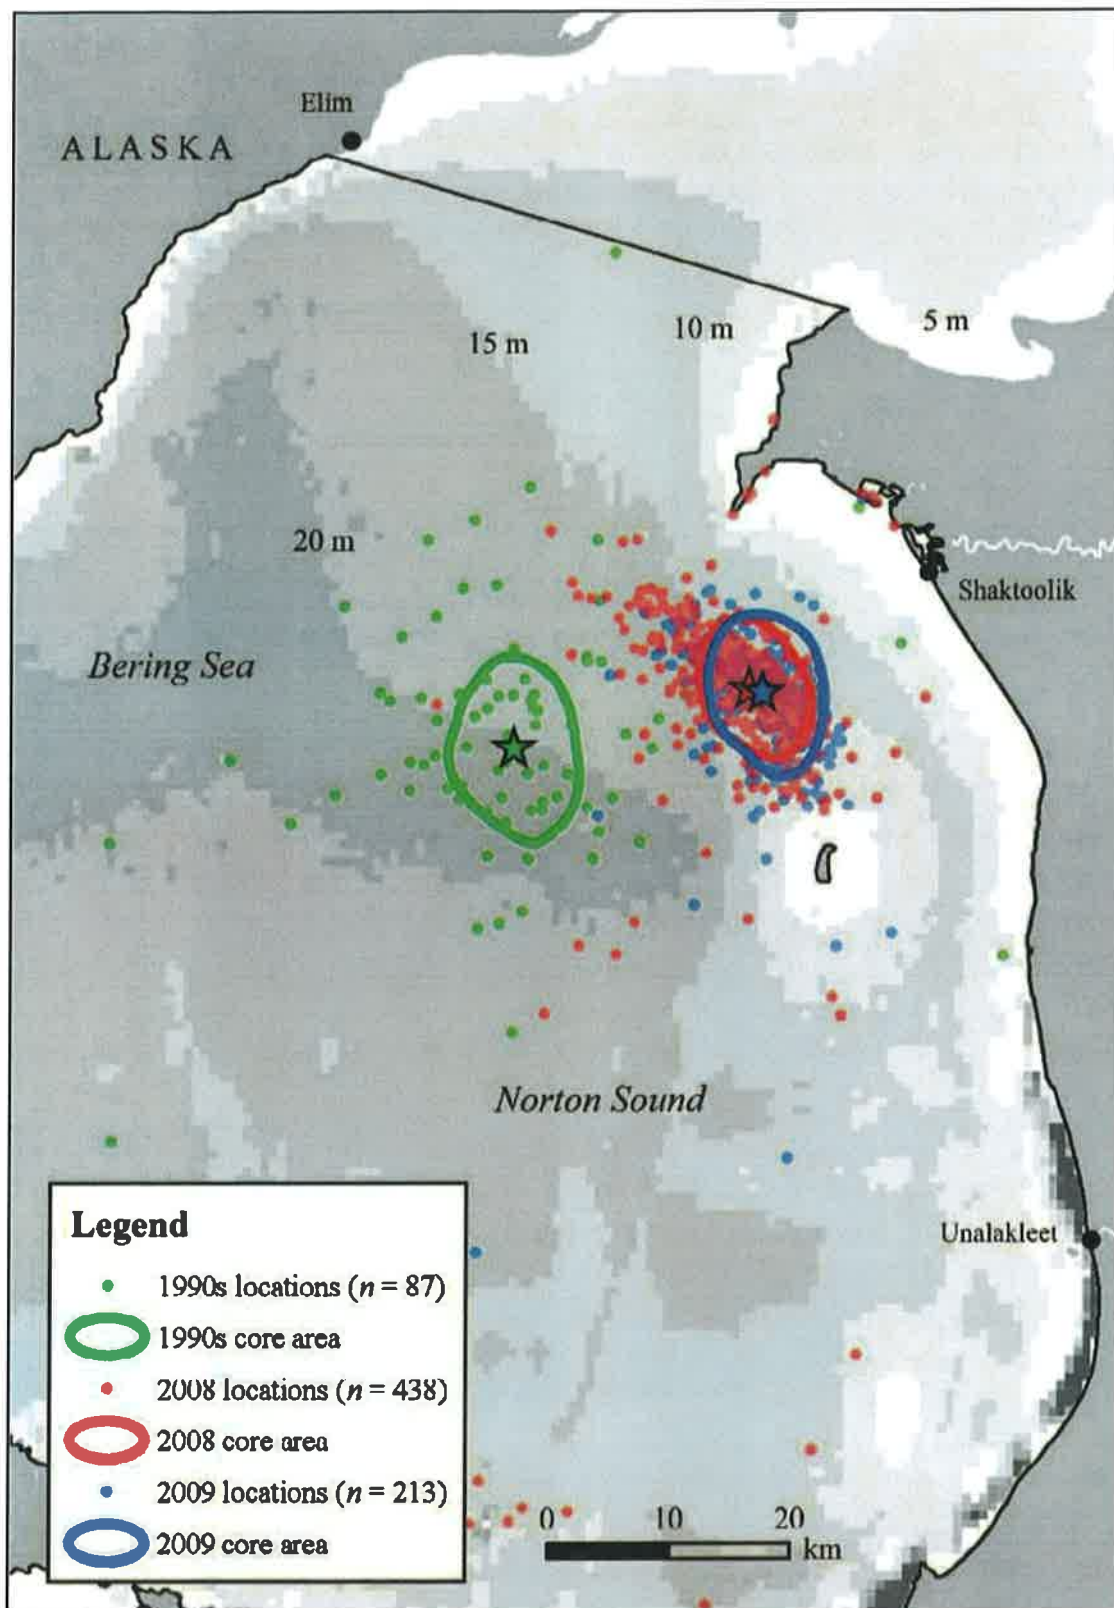 Elim
ALASKA
15 m
10 m
5 m
20 m
Shaktoolik
Bering Sea
Norton Sound
Unalakleet
Legend
1990s locations (n = 87)
1990s core area
2008 locations (n = 438)
2008 core area
2009 locations (n = 213)
2009 core area
0 10 20
km